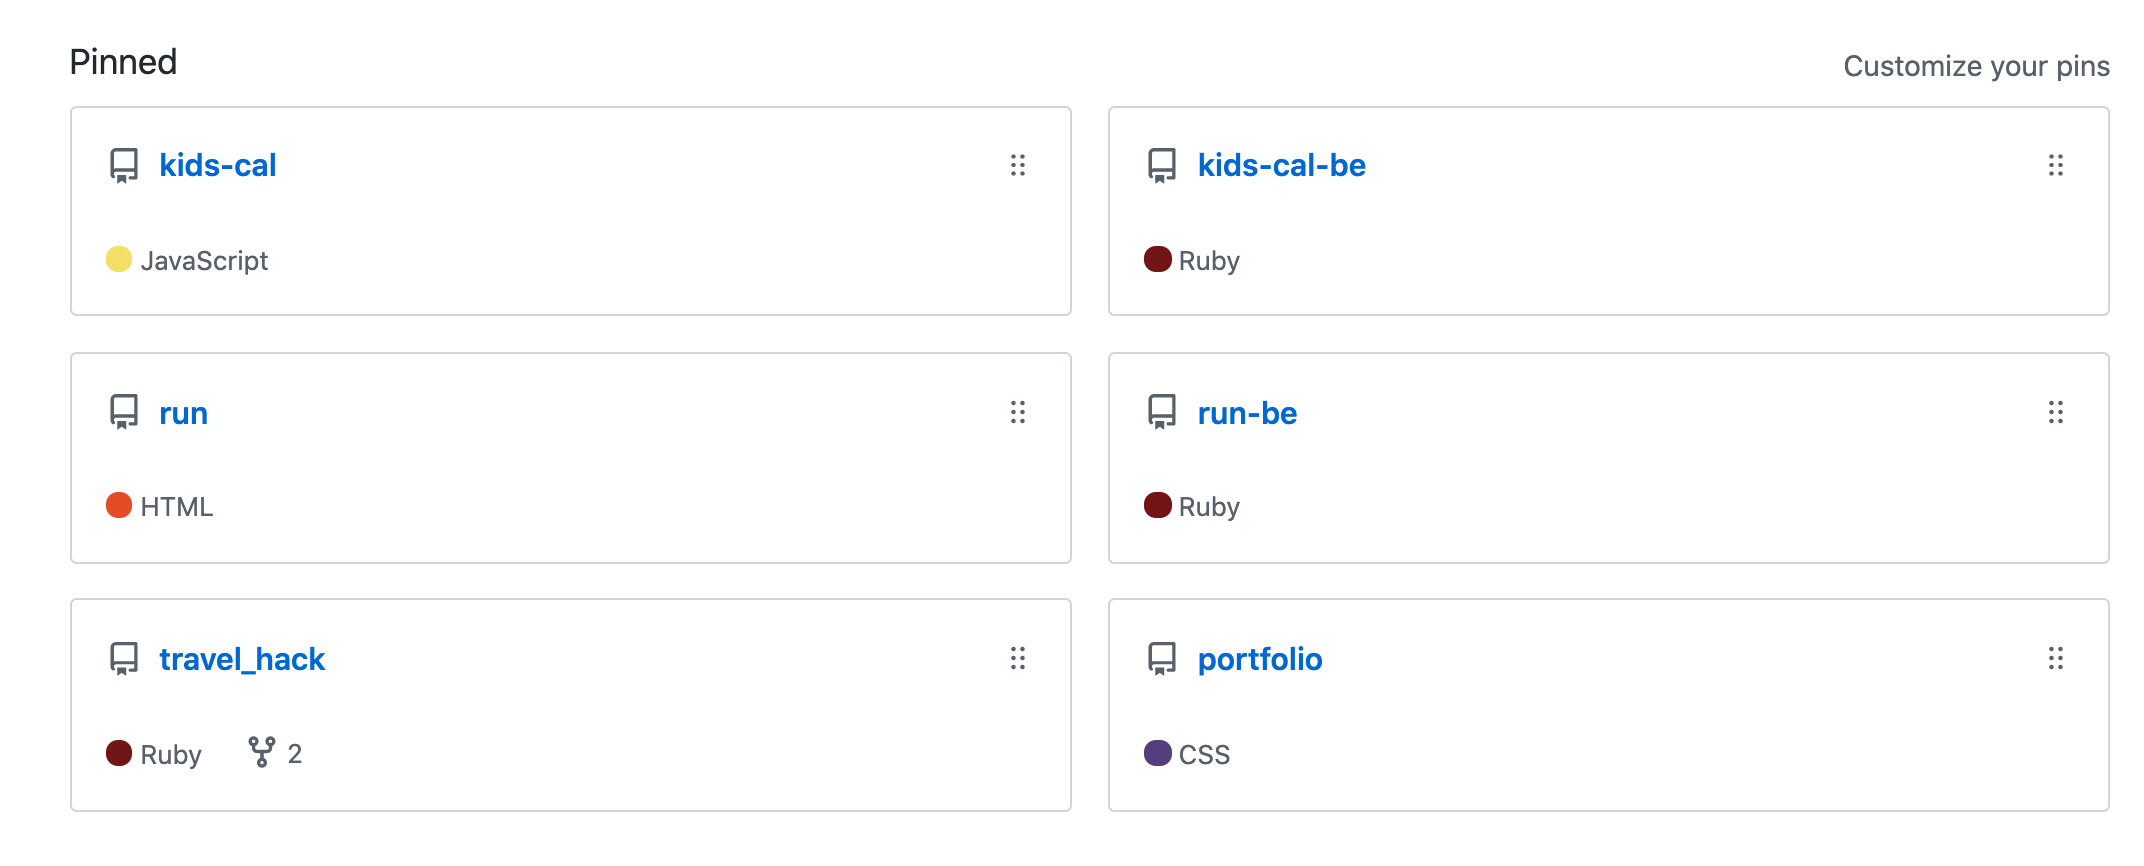 Pinned
Customize your pins
kids-cal
JavaScript
kids-cal-be
Ruby
run
HTML
run-be
Ruby
travel_hack
Ruby 2
portfolio
CSS